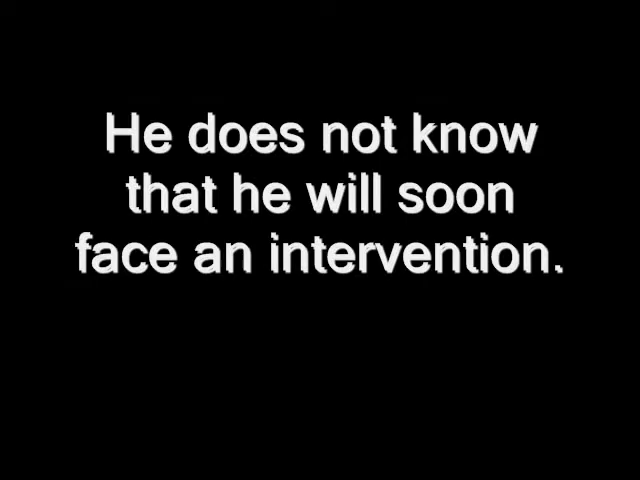 He does not know
that he will soon
face an intervention.